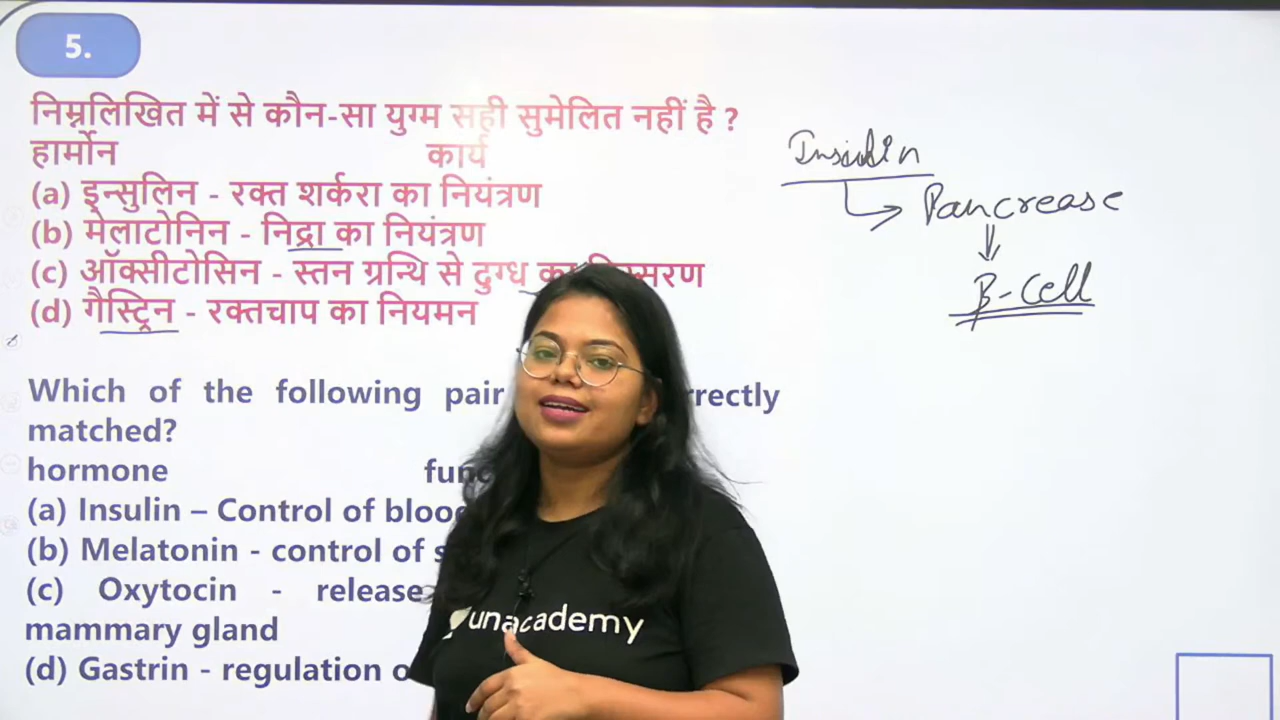 5.
निम्नलिखित में से कौन-सा युग्म सही सुमेलित नहीं है ?
हार्मोन कार्य
(a) इन्सुलिन - रक्त शर्करा का नियंत्रण
(b) मेलाटोनिन - निद्रा का नियंत्रण
(c) ऑक्सीटोसिन - स्तन ग्रन्थि से दुग्ध का
(d) गैस्ट्रिन - रक्तचाप का नियमन
Which of the following
matched?
hormone
(a) Insulin – Control of
(b) Melatonin - control of
(c) Oxytocin - release
mammary gland
(d) Gastrin - regulation
Insulin
Pancrease
β-Cell
unacademy